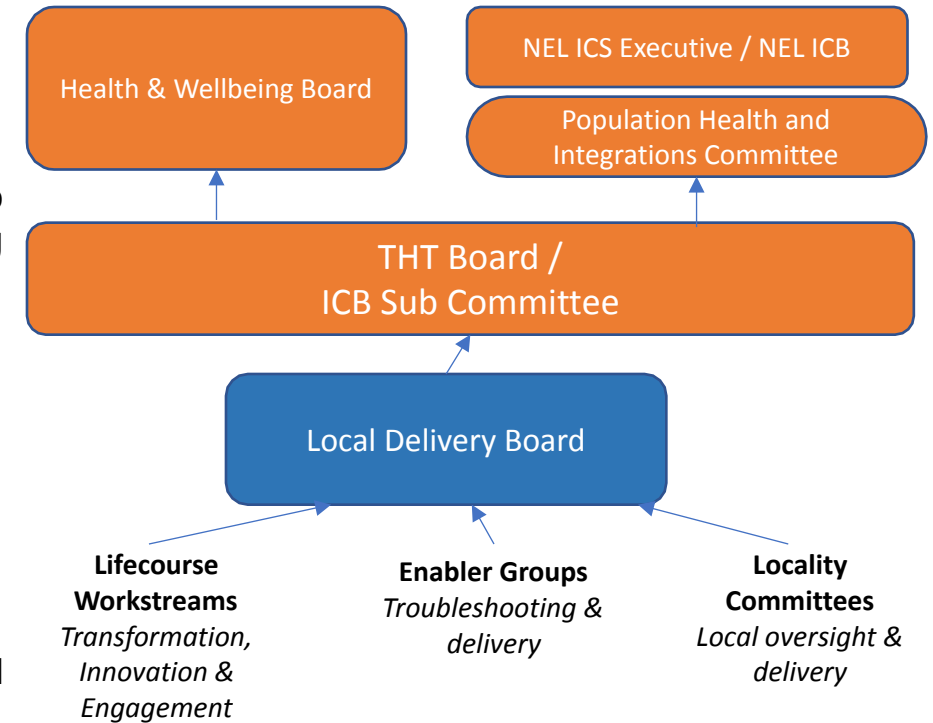 Health & Wellbeing Board
NEL ICS Executive / NEL ICB
Population Health and
Integrations Committee
THT Board /
ICB Sub Committee
Local Delivery Board
Lifecourse
Workstreams
Transformation,
Innovation &
Engagement
Enabler Groups
Troubleshooting &
delivery
Locality
Committees
Local oversight &
delivery